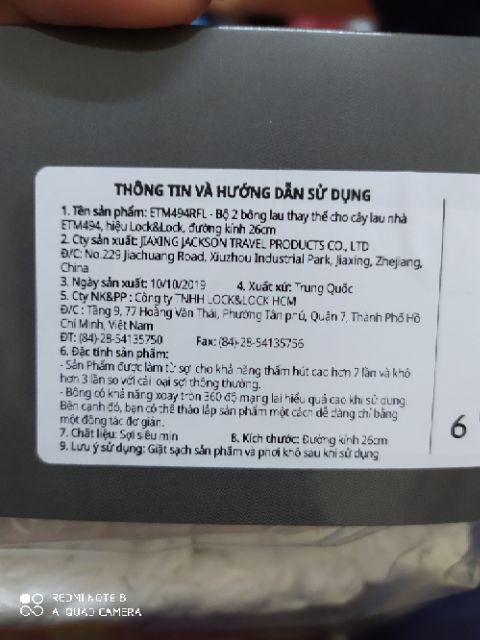 THÔNG TIN VÀ HƯỚNG DẪN SỬ DỤNG
1. Tên sản phẩm: ETM494RFL - Bộ 2 bông lau thay thế cho cây lau nhà
ETM494, hiệu Lock&Lock, đường kính 26cm
2. Cty sản xuất: JIAXING JACKSON TRAVEL PRODUCTS CO., LTD
Đ/C: No.229 Jiachuang Road, Xiuzhou Industrial Park, Jiaxing, Zhejiang,
China
3. Ngày sản xuất: 10/10/2019 4. Xuất xứ: Trung Quốc
5. Cty NK&PP : Công ty TNHH LOCK&LOCK HCM
Đ/C : Tầng 9, 77 Hoàng Văn Thái, Phường Tân phú, Quận 7, Thành Phố Hồ
Chí Minh, Việt Nam
ĐT: (84)-28-54135750 Fax: (84)-28-54135756
6. Đặc tính sản phẩm:
- Sản Phẩm được làm từ sợi cho khả năng thấm hút cao hơn 7 lần và khô
hơn 3 lần so với các loại sợi thông thường.
- Bông có khả năng xoay tròn 360 độ mang lại hiệu quả cao khi sử dụng.
Bên cạnh đó, bạn có thể tháo lắp sản phẩm một cách dễ dàng chỉ bằng
một động tác đơn giản.
7. Chất liệu: Sợi siêu mịn 8. Kích thước: Đường kính 26cm
9. Lưu ý sử dụng: Giặt sạch sản phẩm và phơi khô sau khi sử dụng
6
REDMI NOTE 8
AI QUAD CAMERA